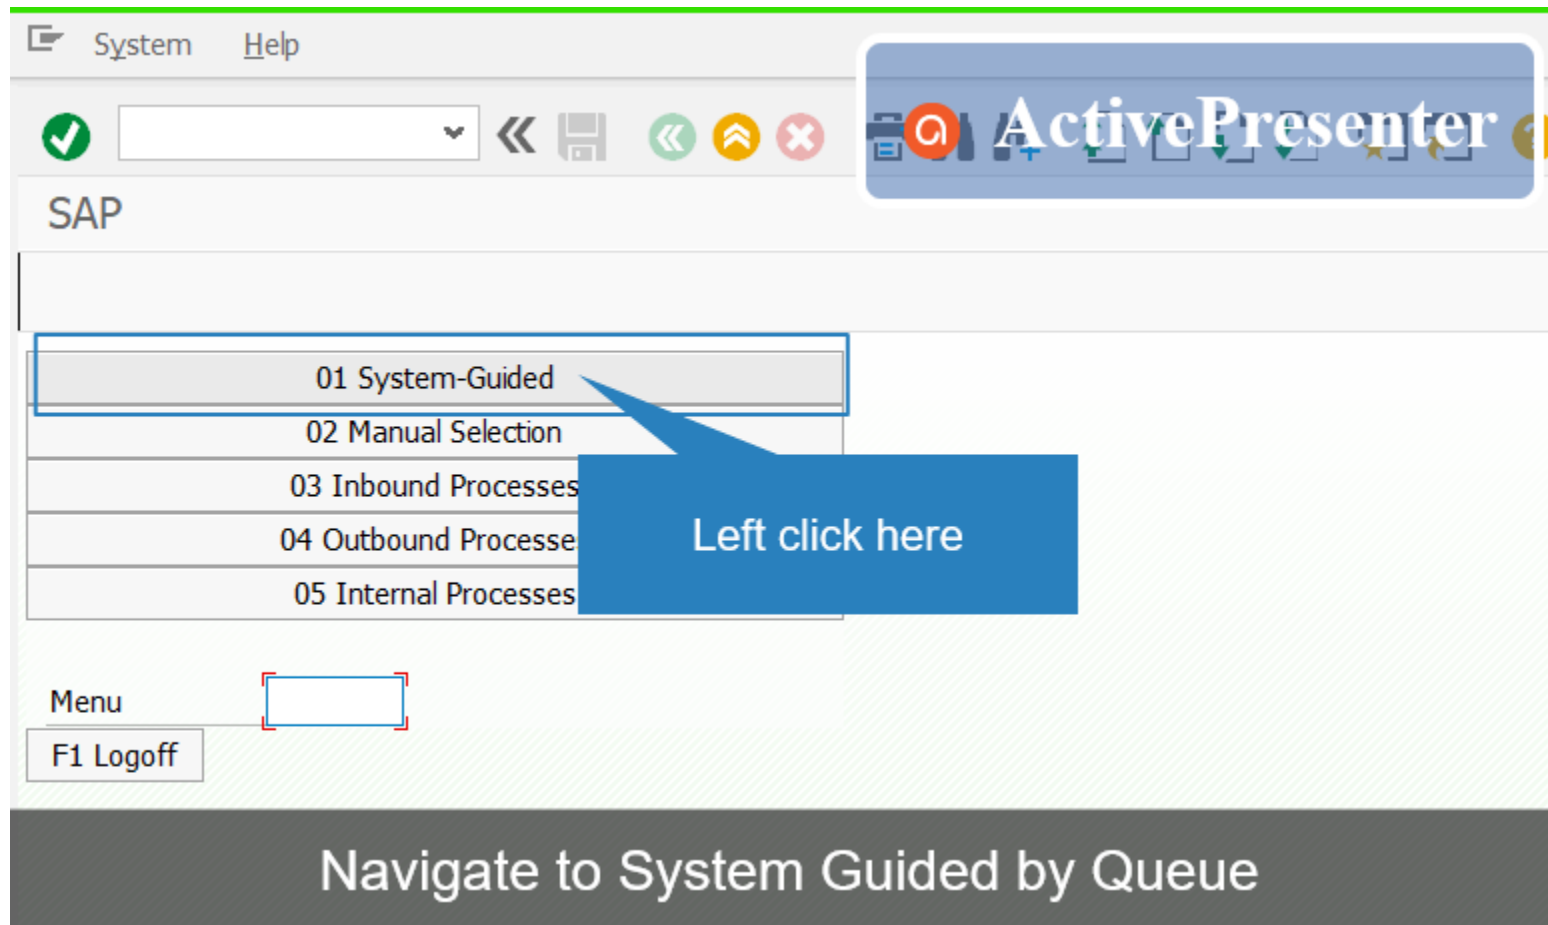 System Help
ActivePresenter
SAP
01 System-Guided
02 Manual Selection
03 Inbound Processes
04 Outbound Processes
05 Internal Processes
Left click here
Menu
F1 Logoff
Navigate to System Guided by Queue